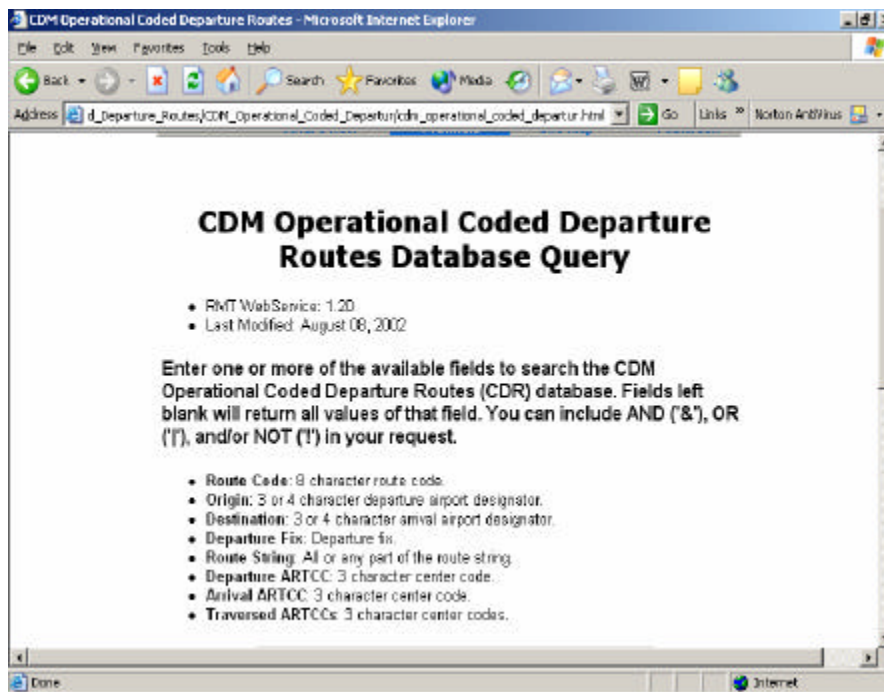 CDM Operational Coded Departure Routes - Microsoft Internet Explorer
File Edit View Favorites Tools Help
Back Search Favorites Media
Address d_Departure_Routes/CDM_Operational_Coded_Departur/cdm_operational_coded_departur.html Go Links » Norton AntiVirus
CDM Operational Coded Departure
Routes Database Query
• RMT WebService: 1.20
• Last Modified: August 08, 2002
Enter one or more of the available fields to search the CDM
Operational Coded Departure Routes (CDR) database. Fields left
blank will return all values of that field. You can include AND ('&'), OR
('|'), and/or NOT ('!') in your request.
• Route Code: 8 character route code.
• Origin: 3 or 4 character departure airport designator.
• Destination: 3 or 4 character arrival airport designator.
• Departure Fix: Departure fix.
• Route String: All or any part of the route string.
• Departure ARTCC: 3 character center code.
• Arrival ARTCC: 3 character center code.
• Traversed ARTCCs: 3 character center codes.
Done Internet